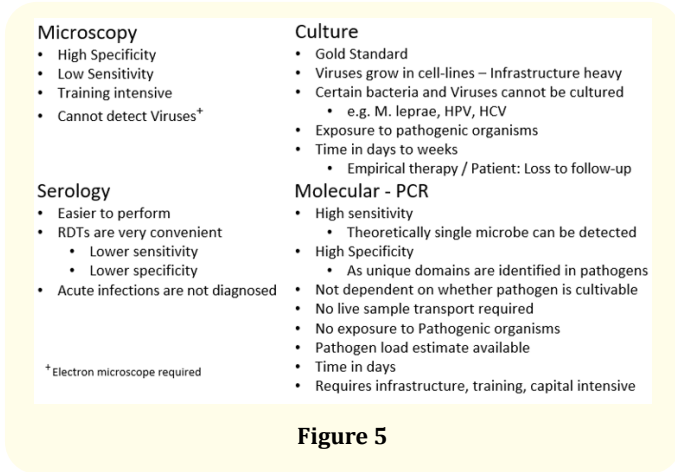 Microscopy
• High Specificity
• Low Sensitivity
• Training intensive
• Cannot detect Viruses+
Culture
• Gold Standard
• Viruses grow in cell-lines – Infrastructure heavy
• Certain bacteria and Viruses cannot be cultured
• e.g. M. leprae, HPV, HCV
• Exposure to pathogenic organisms
• Time in days to weeks
• Empirical therapy / Patient: Loss to follow-up
Serology
• Easier to perform
• RDTs are very convenient
• Lower sensitivity
• Lower specificity
• Acute infections are not diagnosed
+ Electron microscope required
Molecular - PCR
• High sensitivity
• Theoretically single microbe can be detected
• High Specificity
• As unique domains are identified in pathogens
• Not dependent on whether pathogen is cultivable
• No live sample transport required
• No exposure to Pathogenic organisms
• Pathogen load estimate available
• Time in days
• Requires infrastructure, training, capital intensive
Figure 5